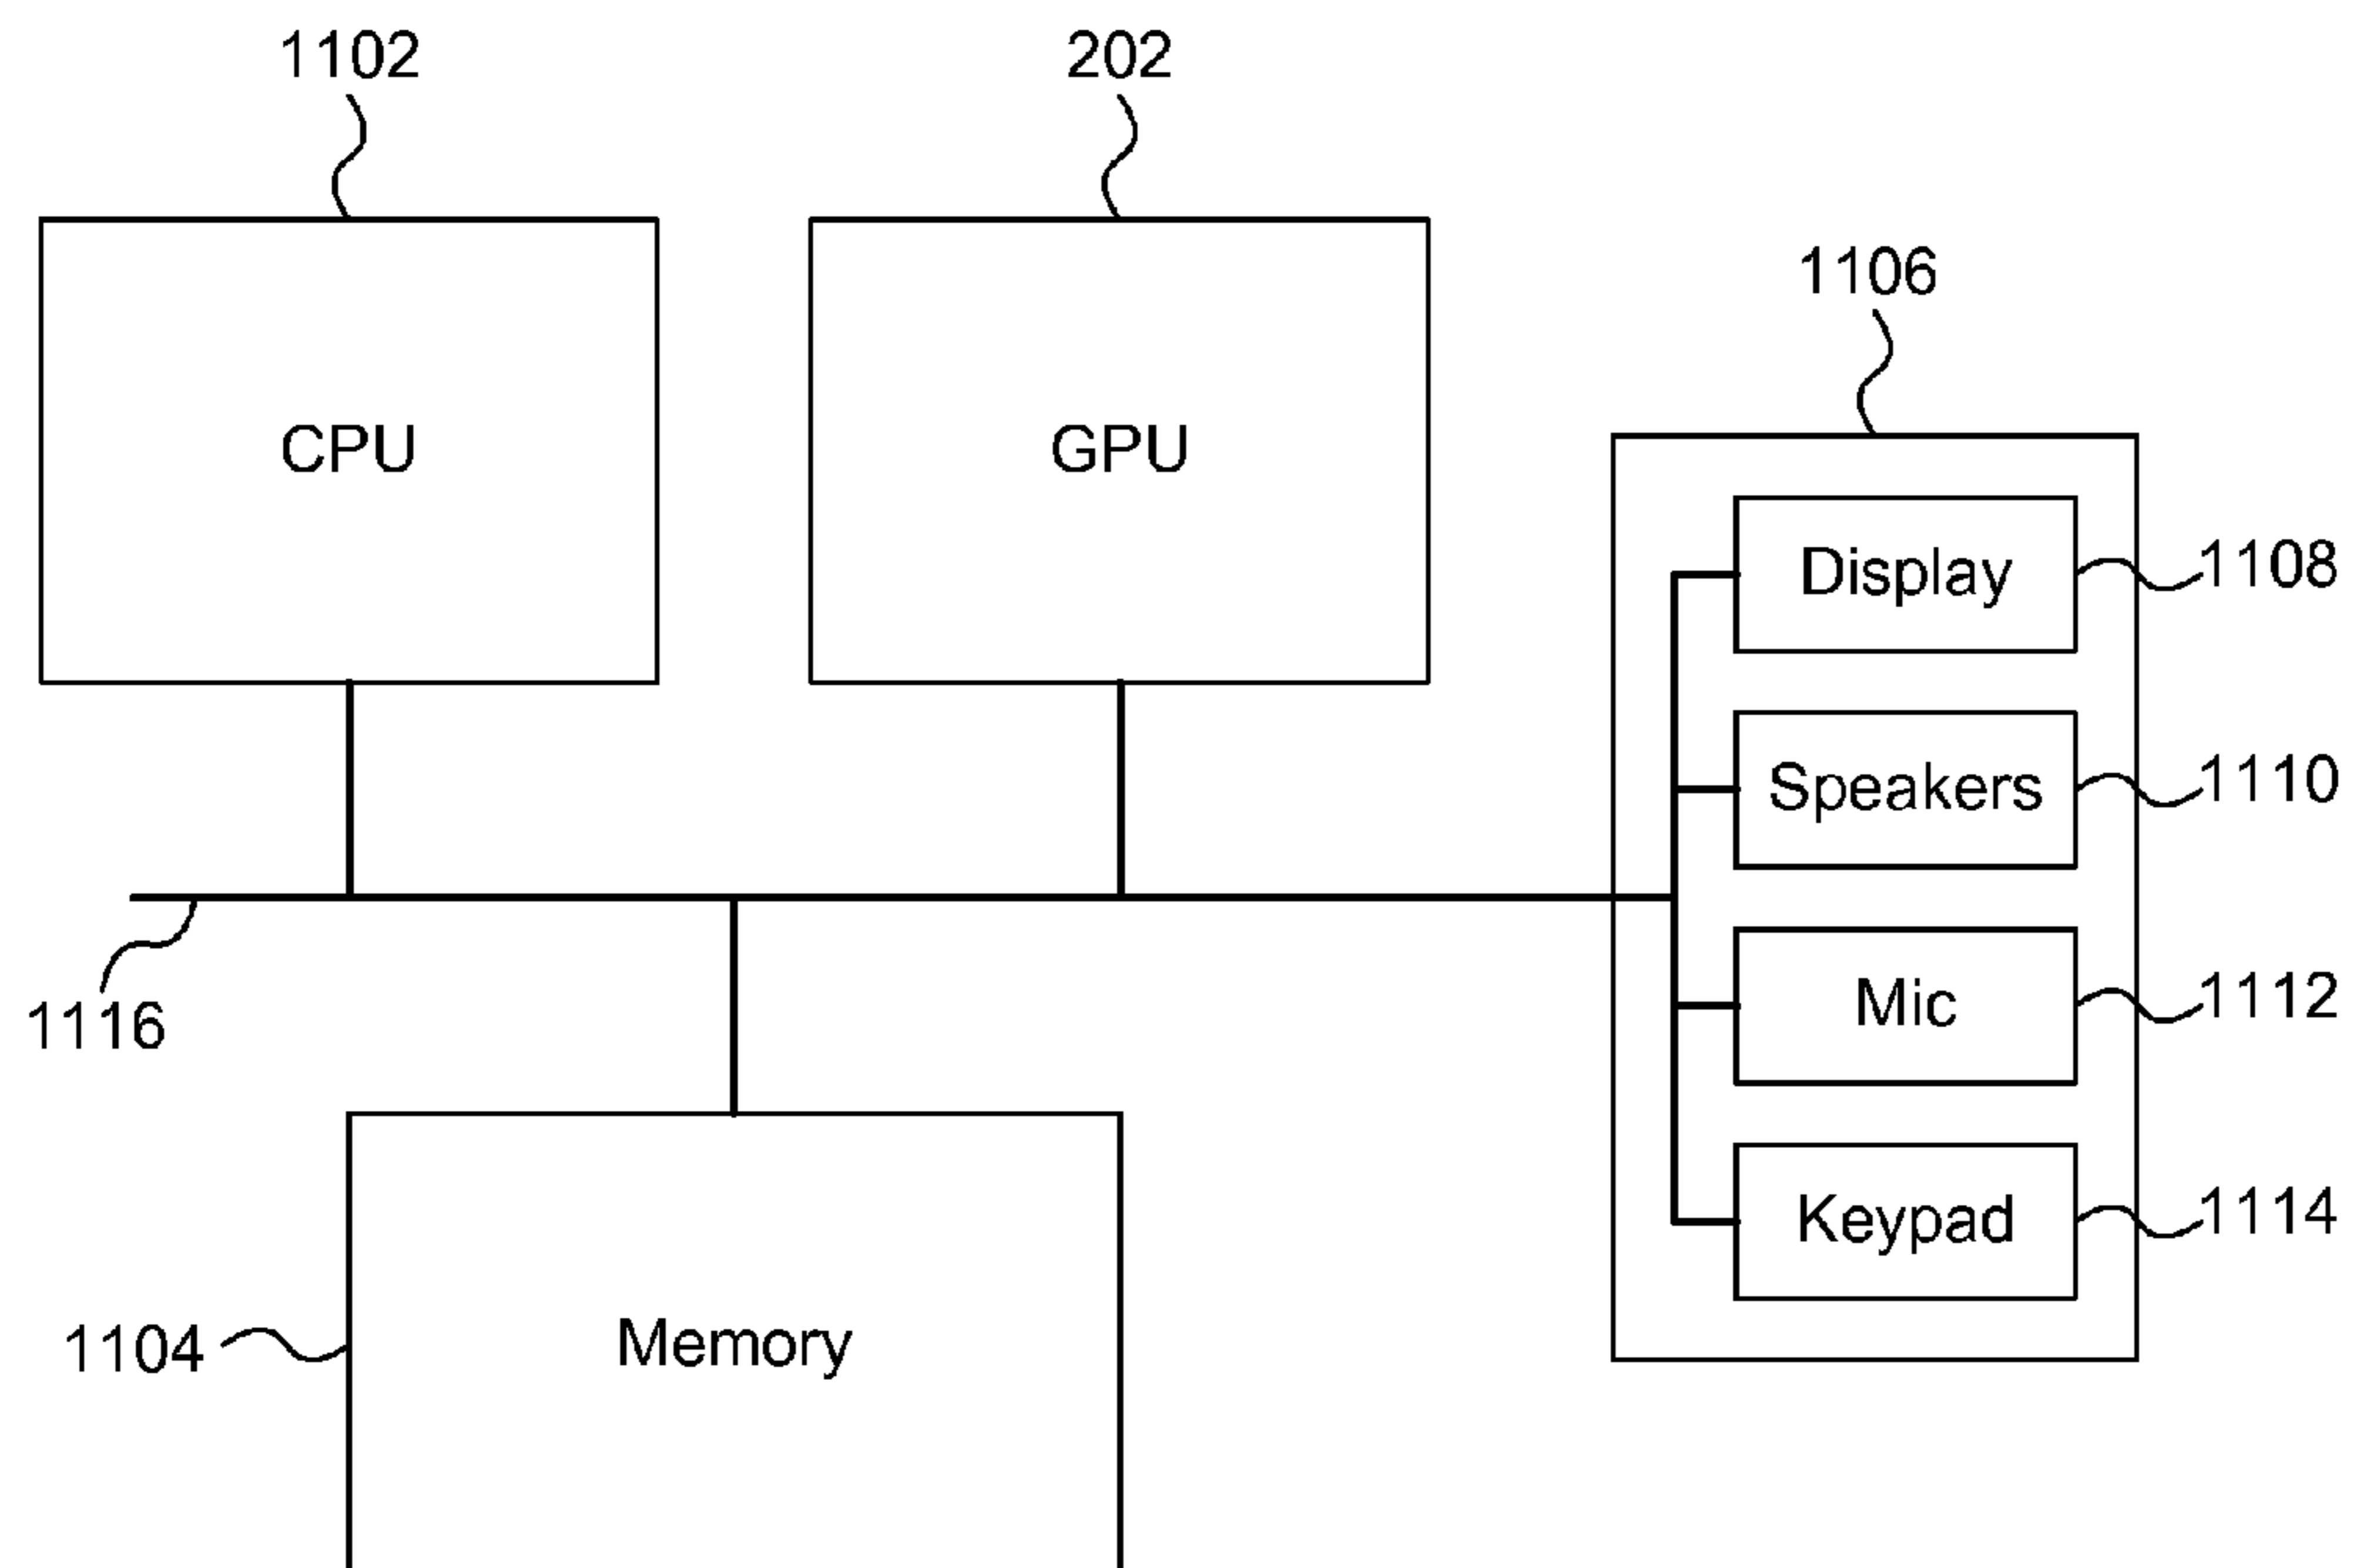 1102
202
1106
CPU
GPU
Display
1108
Speakers
1110
Mic
1112
1116
Keypad
1114
1104
Memory